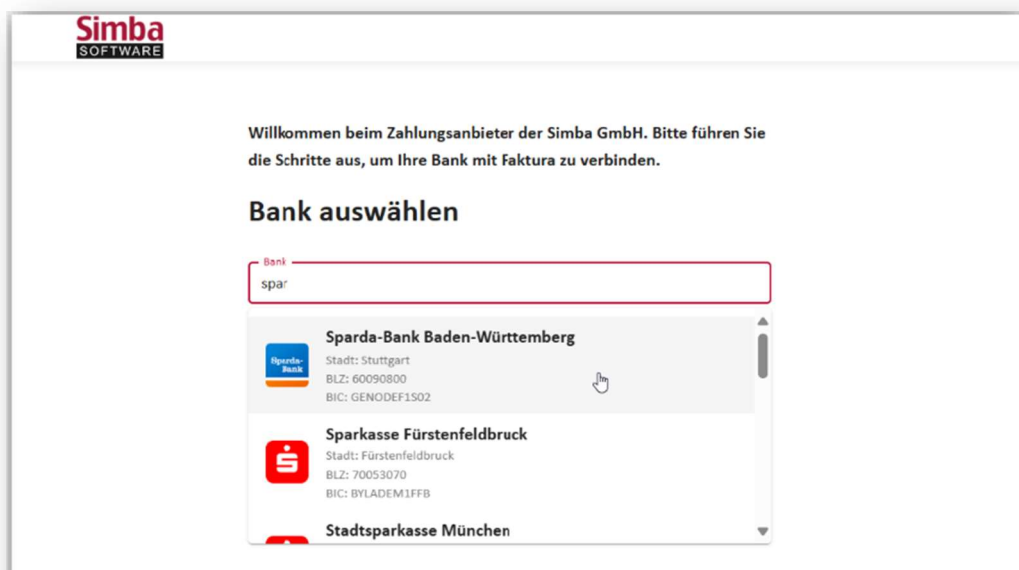 Simba
SOFTWARE
Willkommen beim Zahlungsanbieter der Simba GmbH. Bitte führen Sie
die Schritte aus, um Ihre Bank mit Faktura zu verbinden.
Bank auswählen
Bank
spar
Sparda-Bank Baden-Württemberg
Sparda-
Bank
Stadt: Stuttgart
BLZ: 60090800
BIC: GENODEF1S02
Sparkasse Fürstenfeldbruck
Stadt: Fürstenfeldbruck
BLZ: 70053070
BIC: BYLADEM1FFB
Stadtsparkasse München